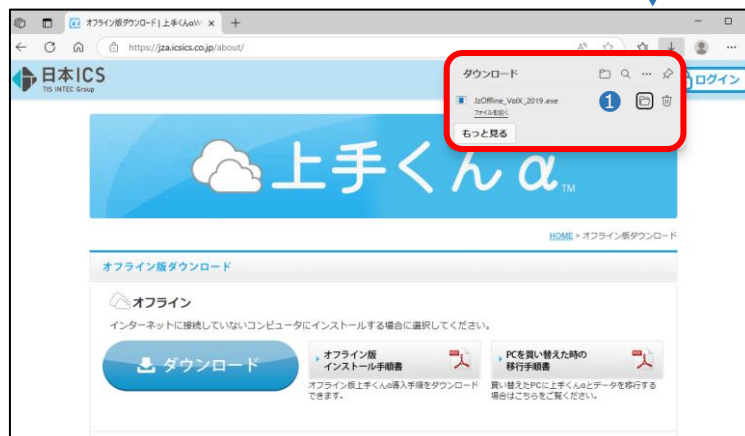 オフライン版ダウンロード | 上手くんαW
https://jza.icsics.co.jp/about/
日本ICS
TIS INTEC Group
ダウンロード
JzOffline_VolX_2019.exe
ファイルを開く
1
もっと見る
ログイン
上手くんα™
HOME > オフライン版ダウンロード
オフライン版ダウンロード
オフライン
インターネットに接続していないコンピュータにインストールする場合に選択してください。
ダウンロード
オフライン版
インストール手順書
オフライン版上手くんα導入手順をダウンロード
できます。
PCを買い替えた時の
移行手順書
買い替えたPCに上手くんαとデータを移行する
場合はこちらをご覧ください。